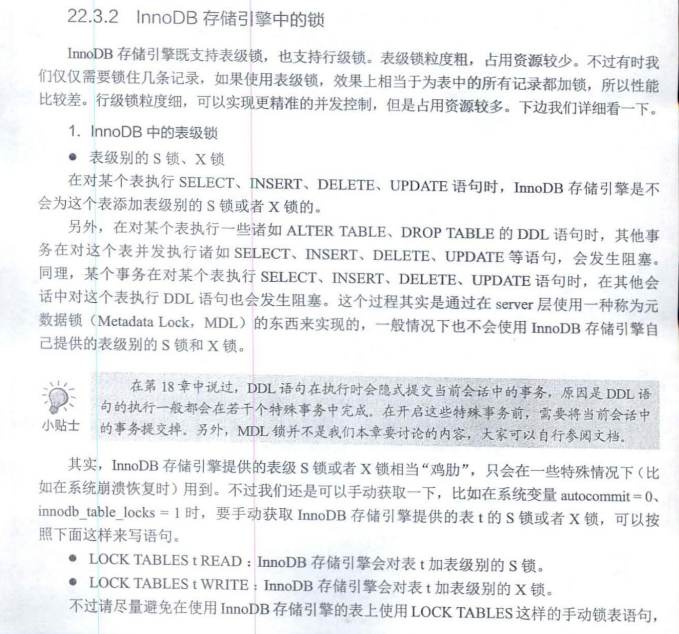 22.3.2 InnoDB 存储引擎中的锁
InnoDB 存储引擎既支持表级锁，也支持行级锁。表级锁粒度粗，占用资源较少。不过有时我
们仅仅需要锁住几条记录，如果使用表级锁，效果上相当于为表中的所有记录都加锁，所以性能
比较差。行级锁粒度细，可以实现更精准的并发控制，但是占用资源较多。下边我们详细看一下。
1. InnoDB 中的表级锁
● 表级别的 S 锁、X 锁
在对某个表执行 SELECT、INSERT、DELETE、UPDATE 语句时，InnoDB 存储引擎是不
会为这个表添加表级别的 S 锁或者 X 锁的。
另外，在对某个表执行一些诸如 ALTER TABLE、DROP TABLE 的 DDL 语句时，其他事
务在对这个表并发执行诸如 SELECT、INSERT、DELETE、UPDATE 等语句，会发生阻塞。
同理，某个事务在对某个表执行 SELECT、INSERT、DELETE、UPDATE 语句时，在其他会
话中对这个表执行 DDL 语句也会发生阻塞。这个过程其实是通过在 server 层使用一种称为元
数据锁（Metadata Lock，MDL）的东西来实现的，一般情况下也不会使用 InnoDB 存储引擎自
己提供的表级别的 S 锁和 X 锁。
在第 18 章中说过，DDL 语句在执行时会隐式提交当前会话中的事务，原因是 DDL 语
句的执行一般都会在若干个特殊事务中完成。在开启这些特殊事务前，需要将当前会话中
小贴士
的事务提交掉。另外，MDL 锁并不是我们本章要讨论的内容，大家可以自行参阅文档。
其实，InnoDB 存储引擎提供的表级 S 锁或者 X 锁相当“鸡肋”，只会在一些特殊情况下（比
如在系统崩溃恢复时）用到。不过我们还是可以手动获取一下，比如在系统变量 autocommit = 0、
innodb_table_locks = 1 时，要手动获取 InnoDB 存储引擎提供的表 t 的 S 锁或者 X 锁，可以按
照下面这样来写语句。
● LOCK TABLES t READ：InnoDB 存储引擎会对表 t 加表级别的 S 锁。
● LOCK TABLES t WRITE：InnoDB 存储引擎会对表 t 加表级别的 X 锁。
不过请尽量避免在使用 InnoDB 存储引擎的表上使用 LOCK TABLES 这样的手动锁表语句，